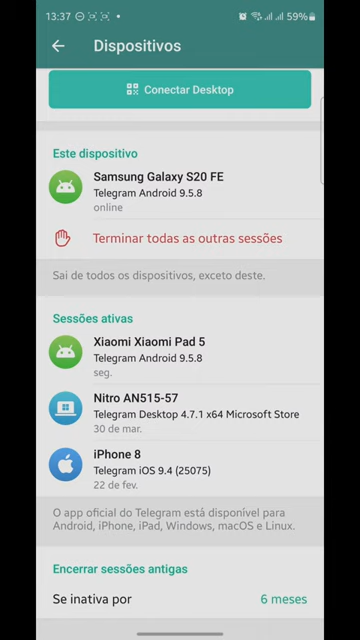 13:37
59%
Dispositivos
Conectar Desktop
Este dispositivo
Samsung Galaxy S20 FE
Telegram Android 9.5.8
online
Terminar todas as outras sessões
Sai de todos os dispositivos, exceto deste.
Sessões ativas
Xiaomi Xiaomi Pad 5
Telegram Android 9.5.8
seg.
Nitro AN515-57
Telegram Desktop 4.7.1 x64 Microsoft Store
30 de mar.
iPhone 8
Telegram iOS 9.4 (25075)
22 de fev.
O app oficial do Telegram está disponível para
Android, iPhone, iPad, Windows, macOS e Linux.
Encerrar sessões antigas
Se inativa por 6 meses